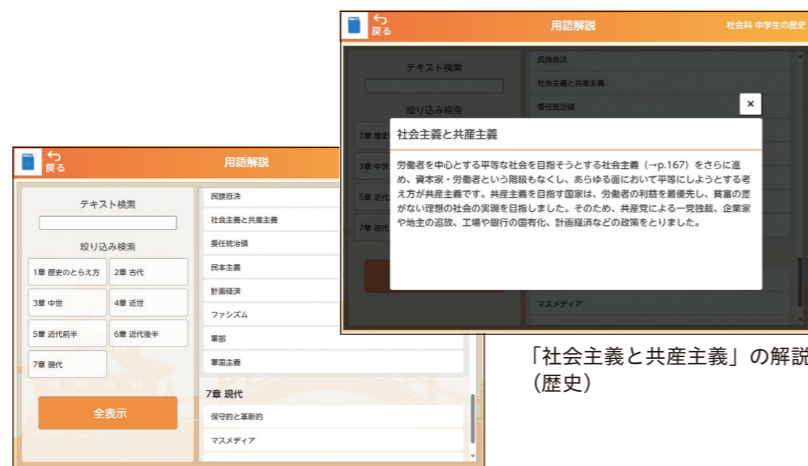 戻る
用語解説
テキスト検索
絞り込み検索
1章 歴史のとらえ方
2章 古代
3章 中世
4章 近世
5章 近代前半
6章 近代後半
7章 現代
全表示
民族自決
社会主義と共産主義
委任統治領
民本主義
計画経済
ファシズム
軍部
軍国主義
7章 現代
保守的と革新的
マスメディア
戻る
用語解説
社会科 中学生の歴史
テキスト検索
絞り込み検索
1章 歴史
3章 中世
5章 近代
7章 現代
民族自決
社会主義と共産主義
委任統治領
×
社会主義と共産主義
労働者を中心とする平等な社会を目指そうとする社会主義（→p.167）をさらに進
め、資本家・労働者という階級もなくし、あらゆる面において平等にしようとする考
え方が共産主義です。共産主義を目指す国家は、労働者の利益を最優先し、貧富の差
がない理想の社会の実現を目指しました。そのため、共産党による一党独裁、企業家
や地主の追放、工場や銀行の国有化、計画経済などの政策をとりました。
マスメディア
「社会主義と共産主義」の解説
（歴史）